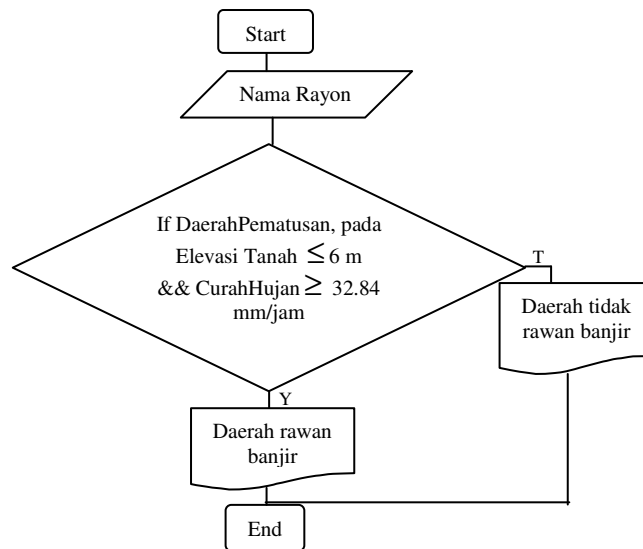 Start
Nama Rayon
If DaerahPematusan, pada
Elevasi Tanah ≤ 6 m
&& CurahHujan ≥ 32.84
mm/jam
T
Daerah tidak
rawan banjir
Y
Daerah rawan
banjir
End